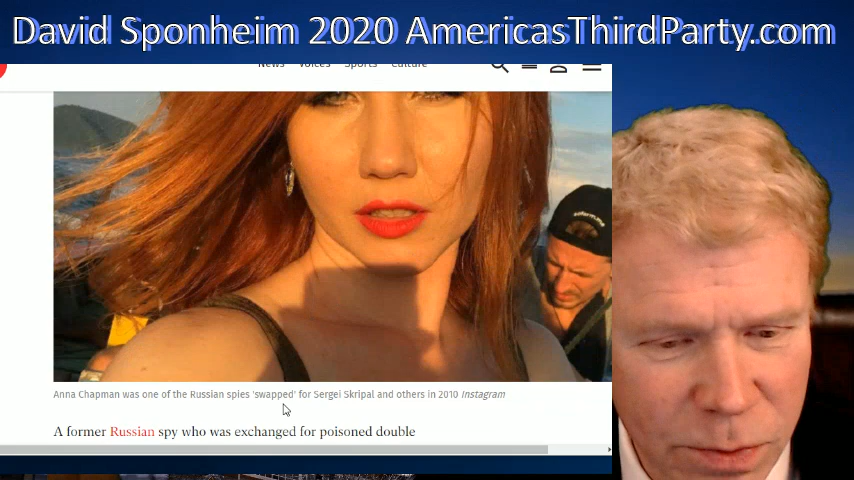 David Sponheim 2020 AmericasThirdParty.com
News Voices Sports Culture
Anna Chapman was one of the Russian spies 'swapped' for Sergei Skripal and others in 2010 Instagram
A former Russian spy who was exchanged for poisoned double